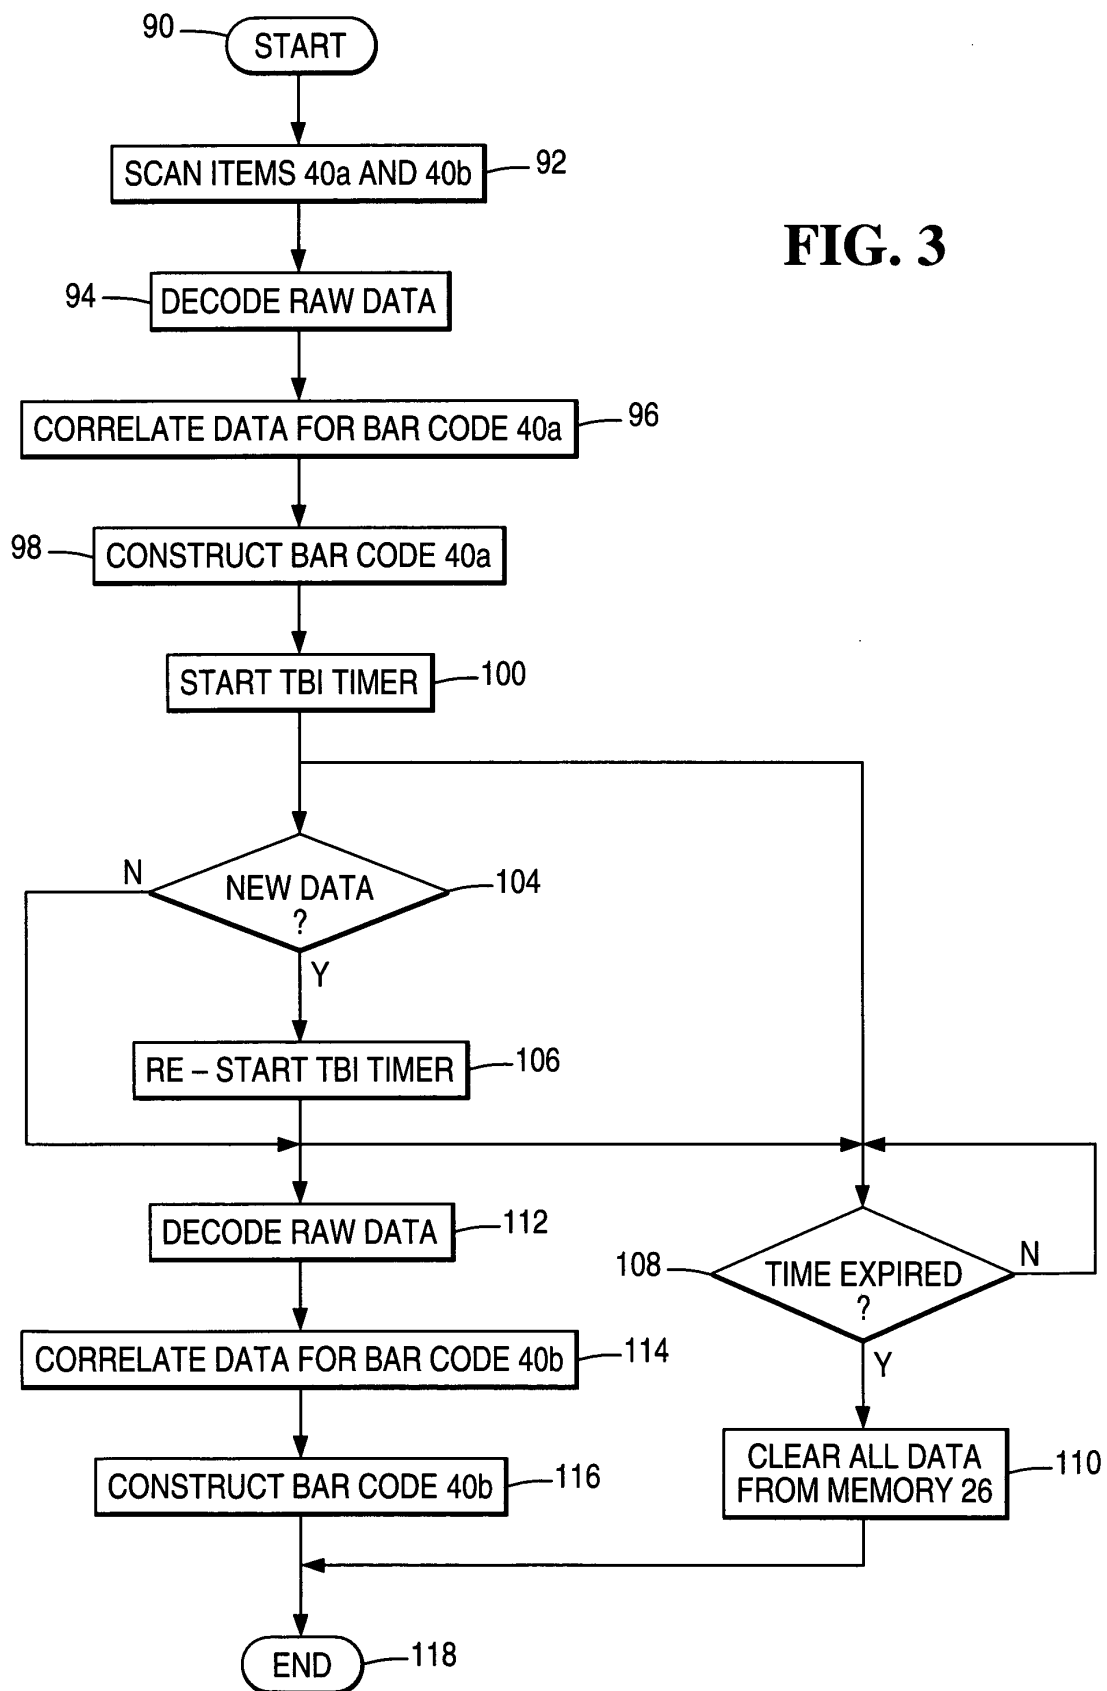 90
START
SCAN ITEMS 40a AND 40b
92
FIG. 3
94
DECODE RAW DATA
CORRELATE DATA FOR BAR CODE 40a
96
98
CONSTRUCT BAR CODE 40a
START TBI TIMER
100
N
NEW DATA
?
104
Y
RE – START TBI TIMER
106
DECODE RAW DATA
112
108
TIME EXPIRED
?
N
Y
CORRELATE DATA FOR BAR CODE 40b
114
CONSTRUCT BAR CODE 40b
116
CLEAR ALL DATA
FROM MEMORY 26
110
END
118